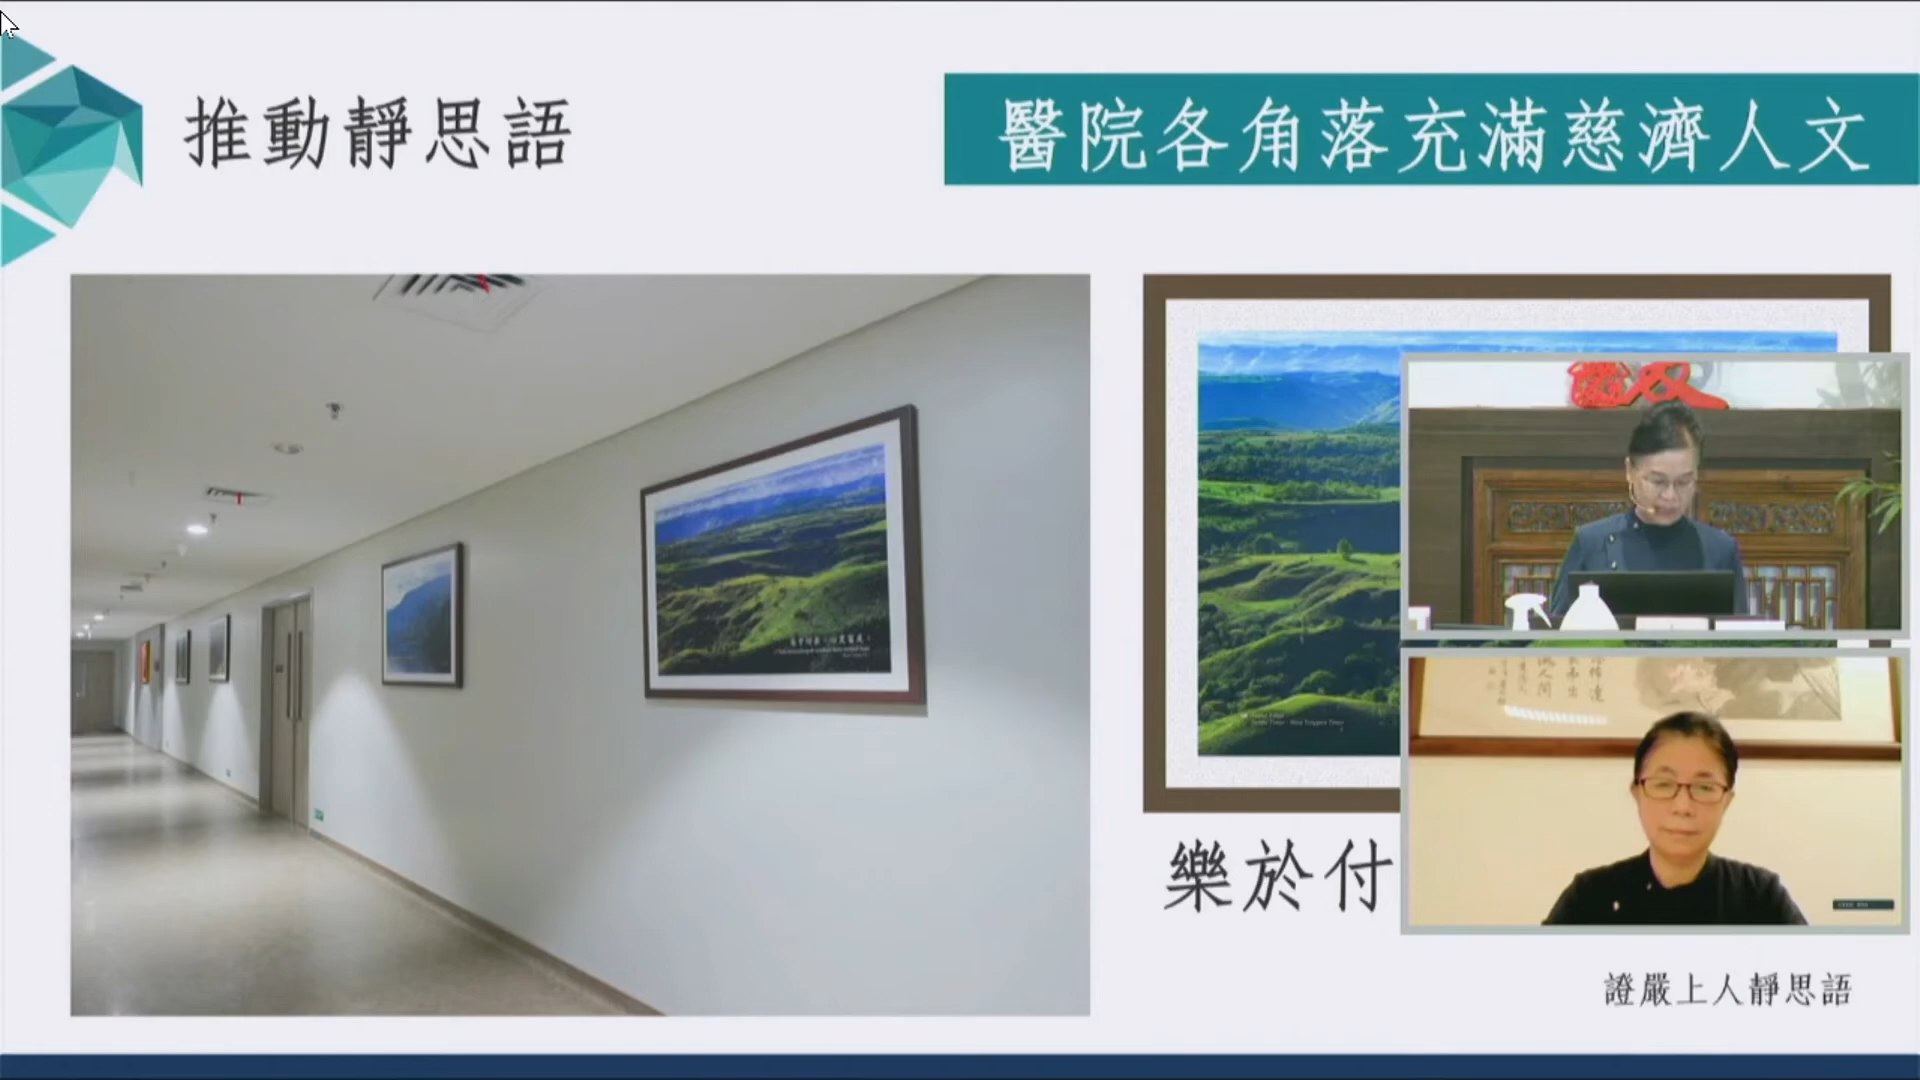 推動靜思語
醫院各角落充滿慈濟人文
樂於付
證嚴上人靜思語